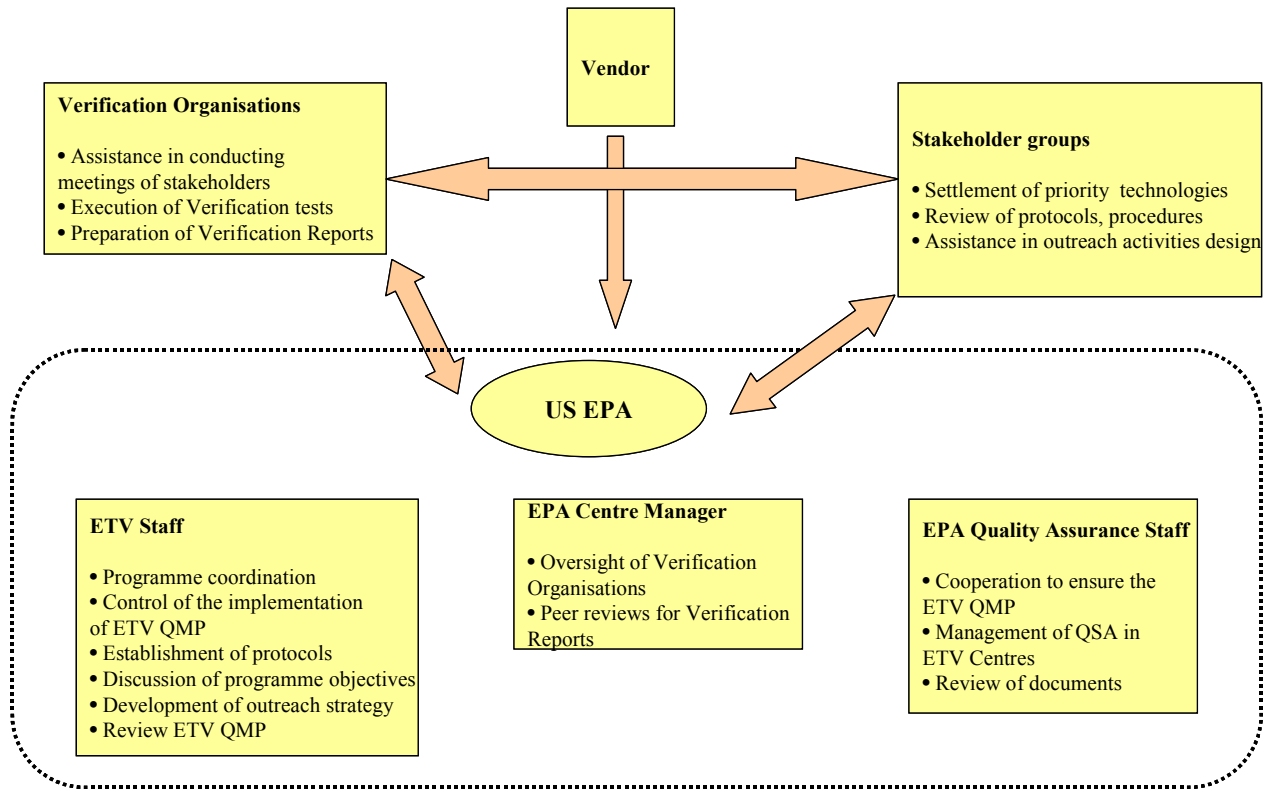 Vendor
Verification Organisations
• Assistance in conducting
meetings of stakeholders
• Execution of Verification tests
• Preparation of Verification Reports
Stakeholder groups
• Settlement of priority technologies
• Review of protocols, procedures
• Assistance in outreach activities design
US EPA
ETV Staff
• Programme coordination
• Control of the implementation
of ETV QMP
• Establishment of protocols
• Discussion of programme objectives
• Development of outreach strategy
• Review ETV QMP
EPA Centre Manager
• Oversight of Verification
Organisations
• Peer reviews for Verification
Reports
EPA Quality Assurance Staff
• Cooperation to ensure the
ETV QMP
• Management of QSA in
ETV Centres
• Review of documents